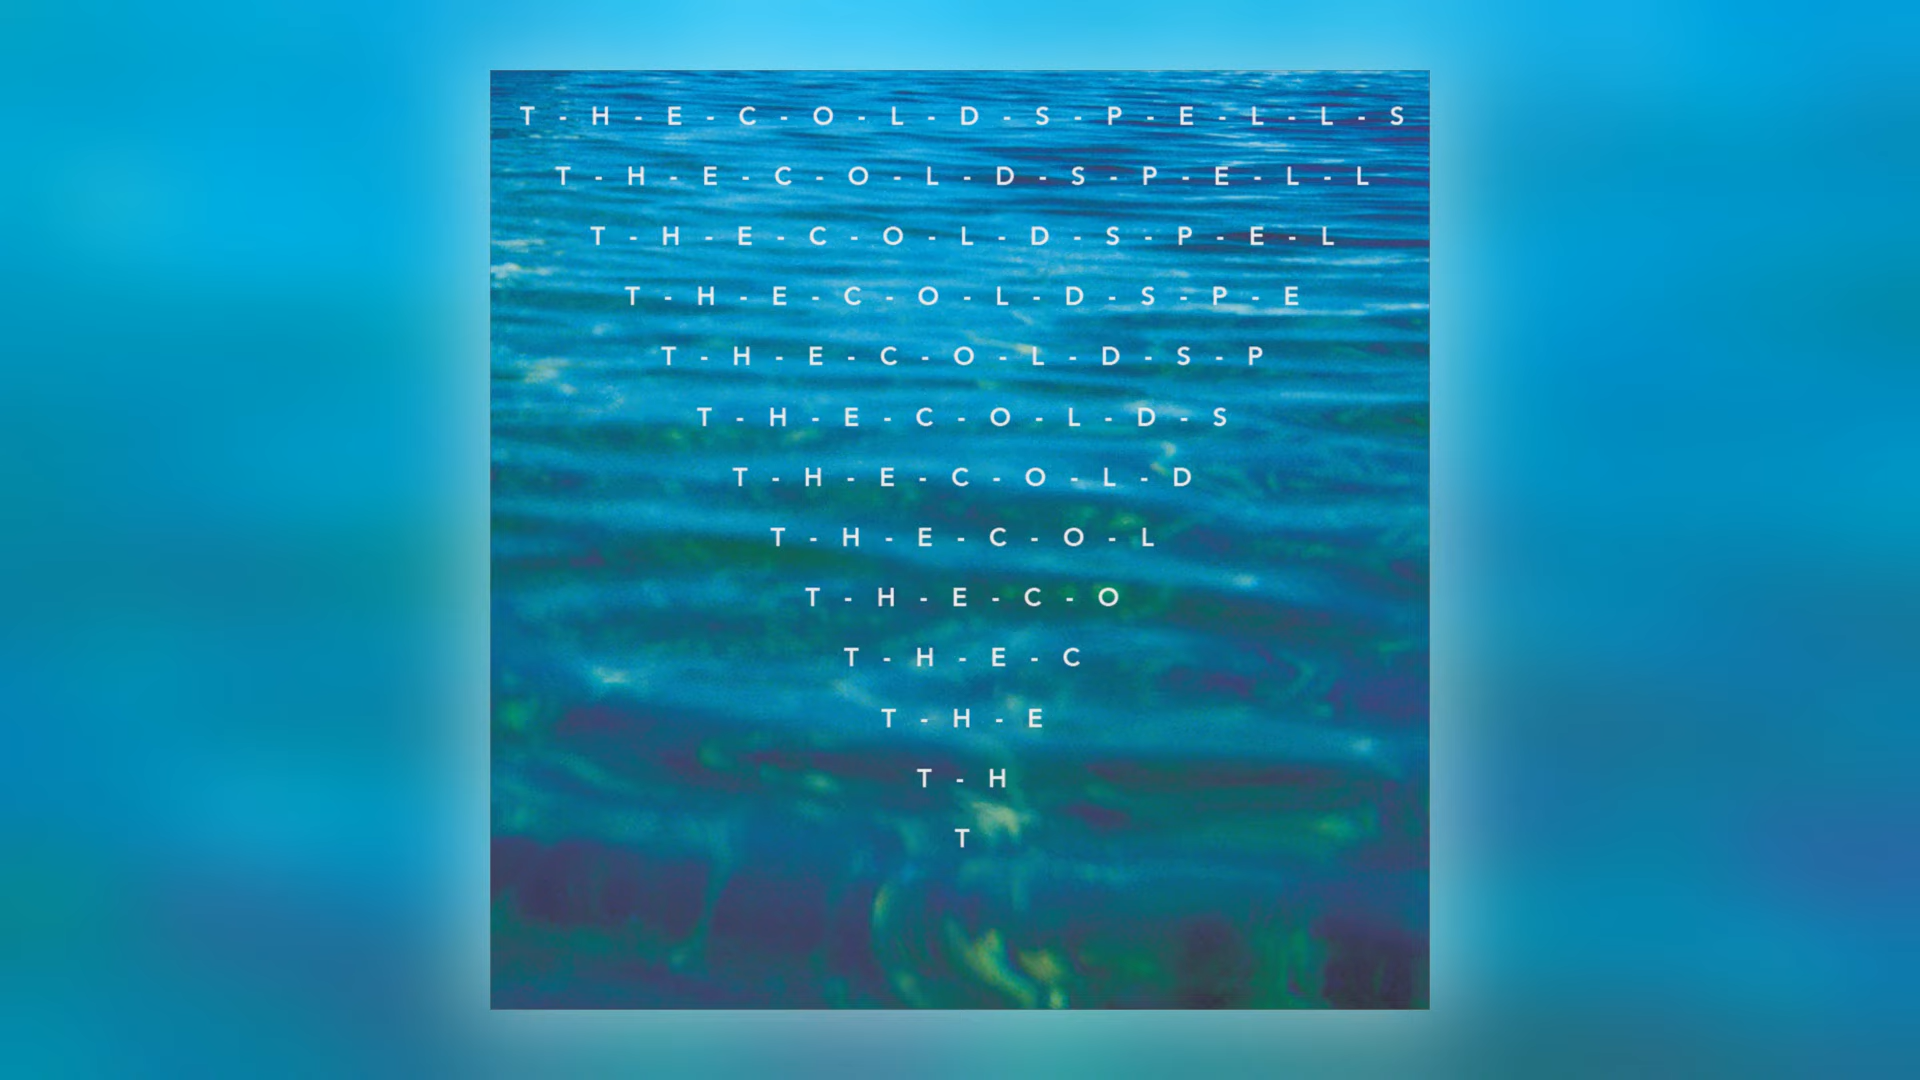 T - H - E - C - O - L - D - S - P - E - L - L - S
T - H - E - C - O - L - D - S - P - E - L - L
T - H - E - C - O - L - D - S - P - E - L
T - H - E - C - O - L - D - S - P - E
T - H - E - C - O - L - D - S - P
T - H - E - C - O - L - D - S
T - H - E - C - O - L - D
T - H - E - C - O - L
T - H - E - C - O
T - H - E - C
T - H - E
T - H
T